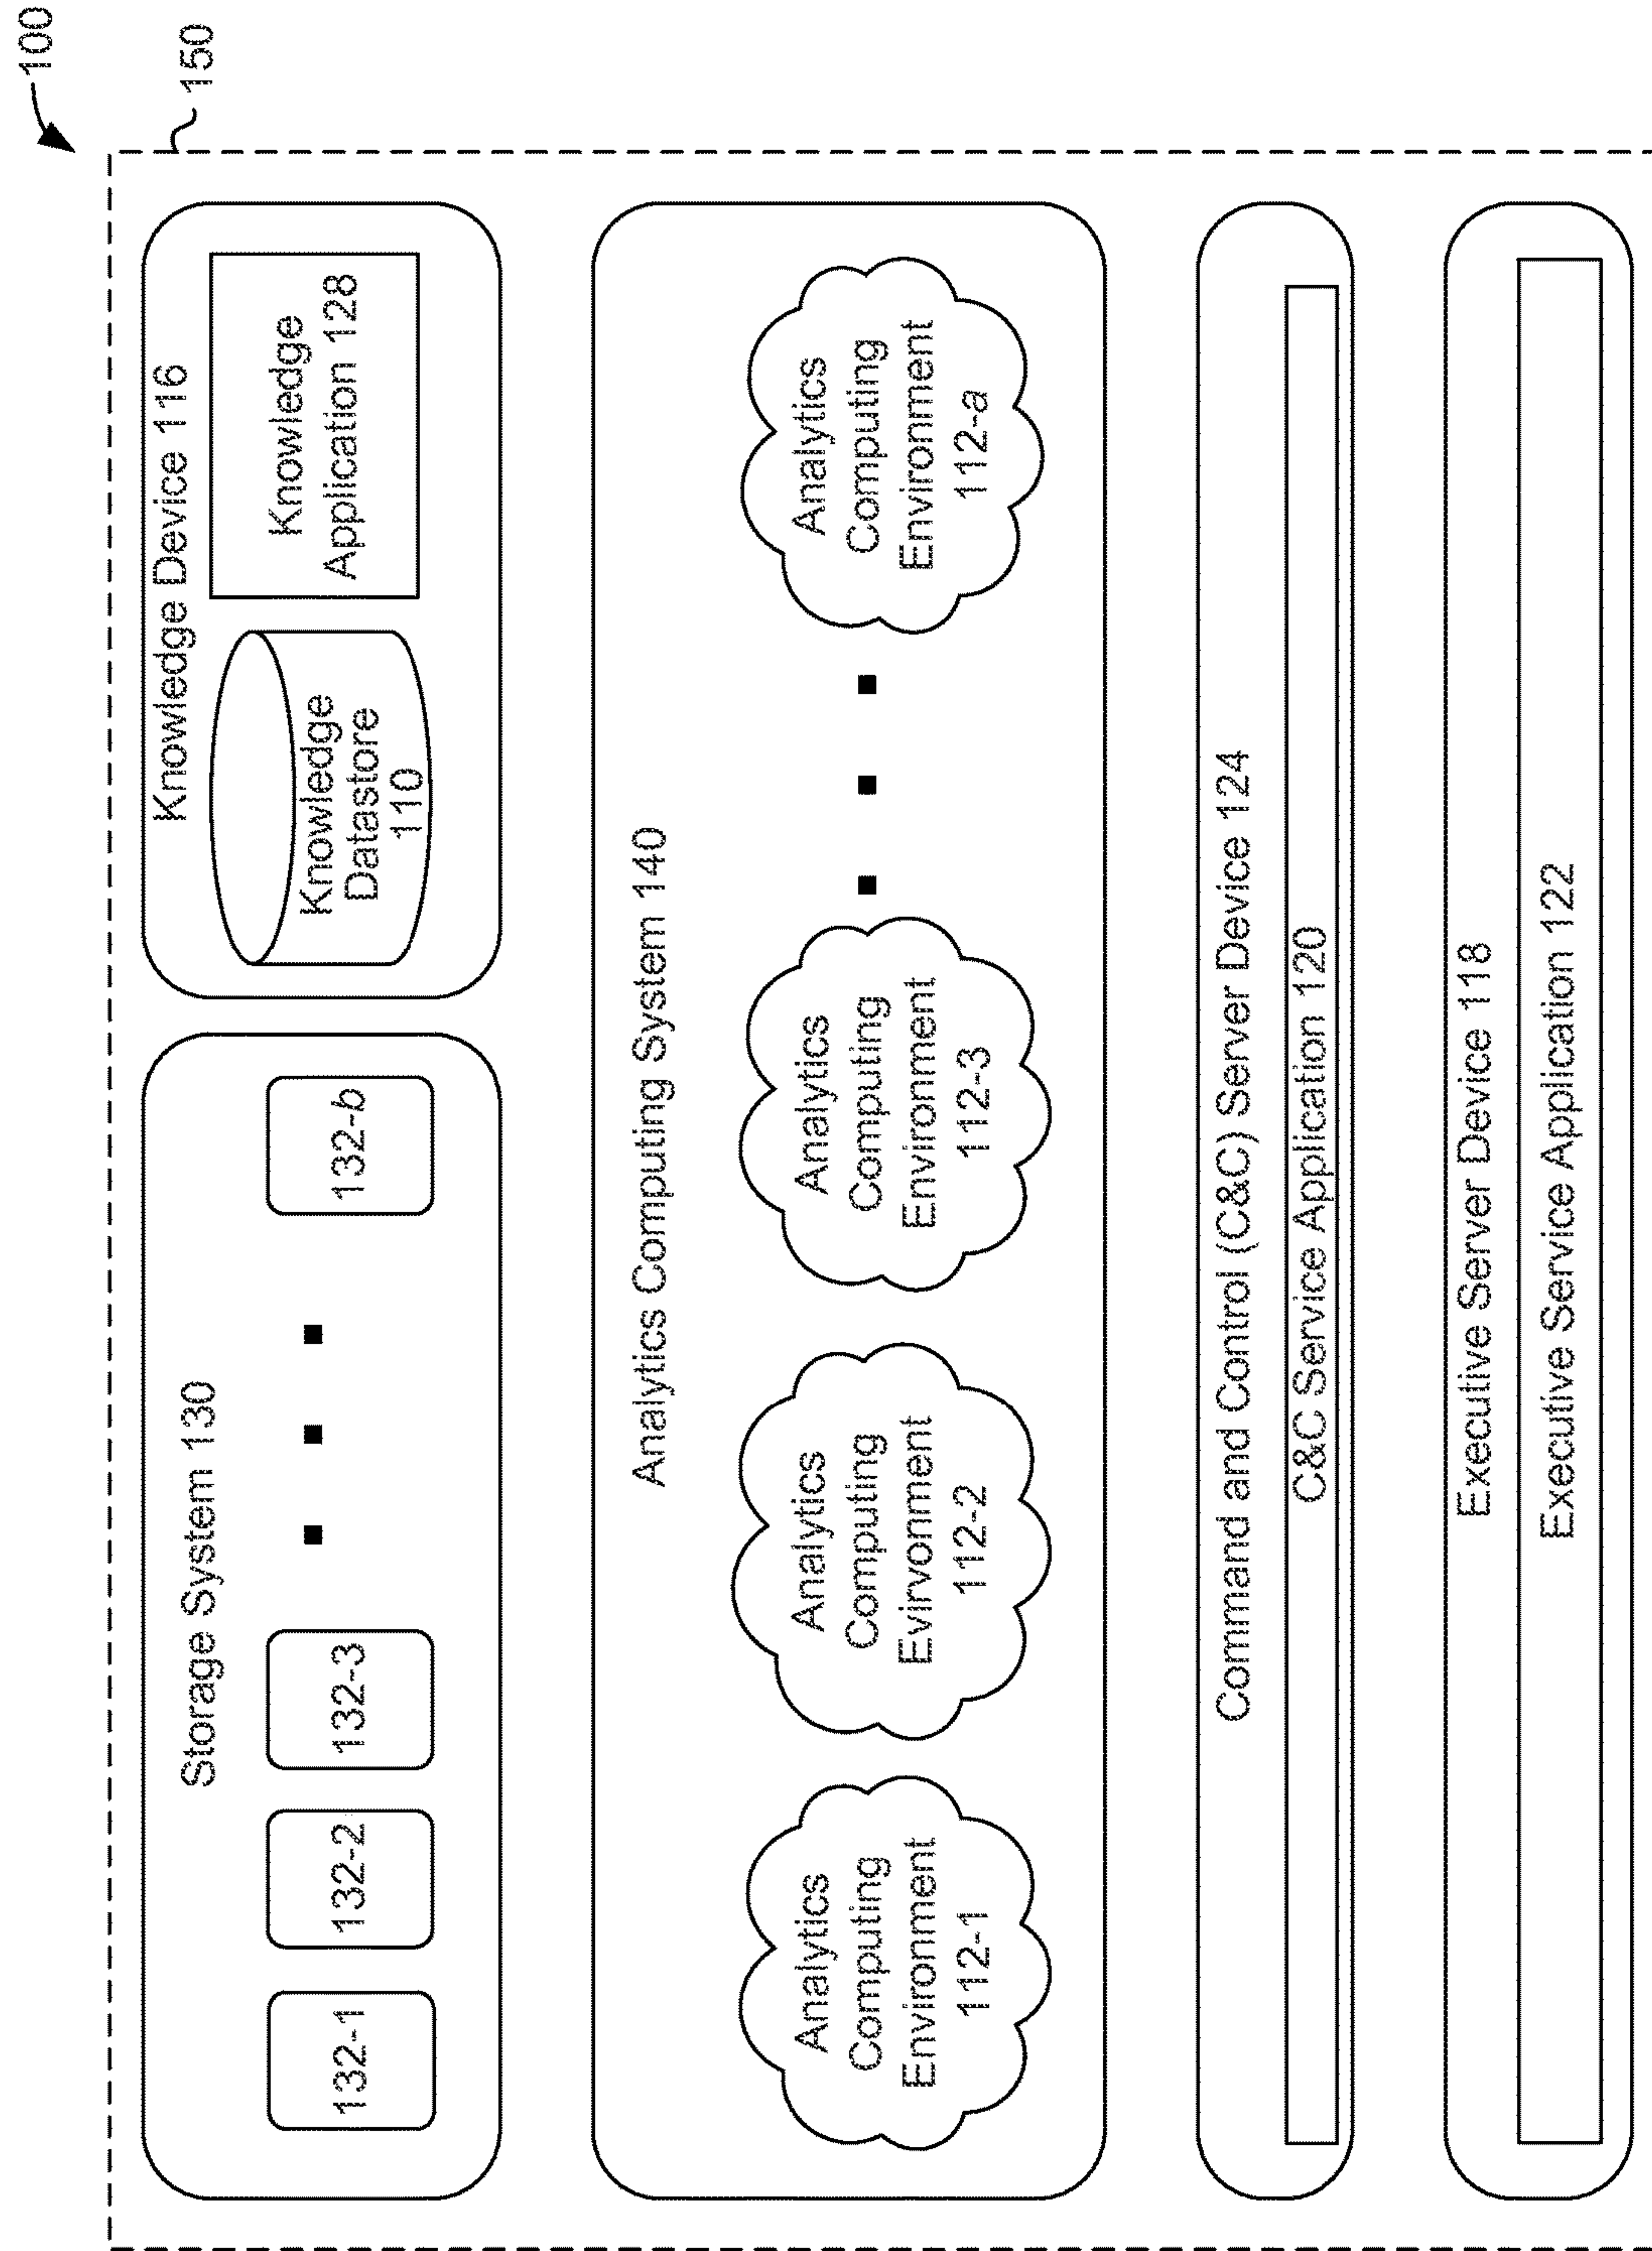 100
150
Storage System 130
132-1
132-2
132-3
132-b
Knowledge Device 116
Knowledge
Datastore
110
Knowledge
Application 128
Analytics Computing System 140
Analytics
Computing
Environment
112-1
Analytics
Computing
Evirvonment
112-2
Analytics
Computing
Environment
112-3
Analytics
Computing
Environment
112-a
Command and Control (C&C) Server Device 124
C&C Service Application 120
Executive Server Device 118
Executive Service Application 122